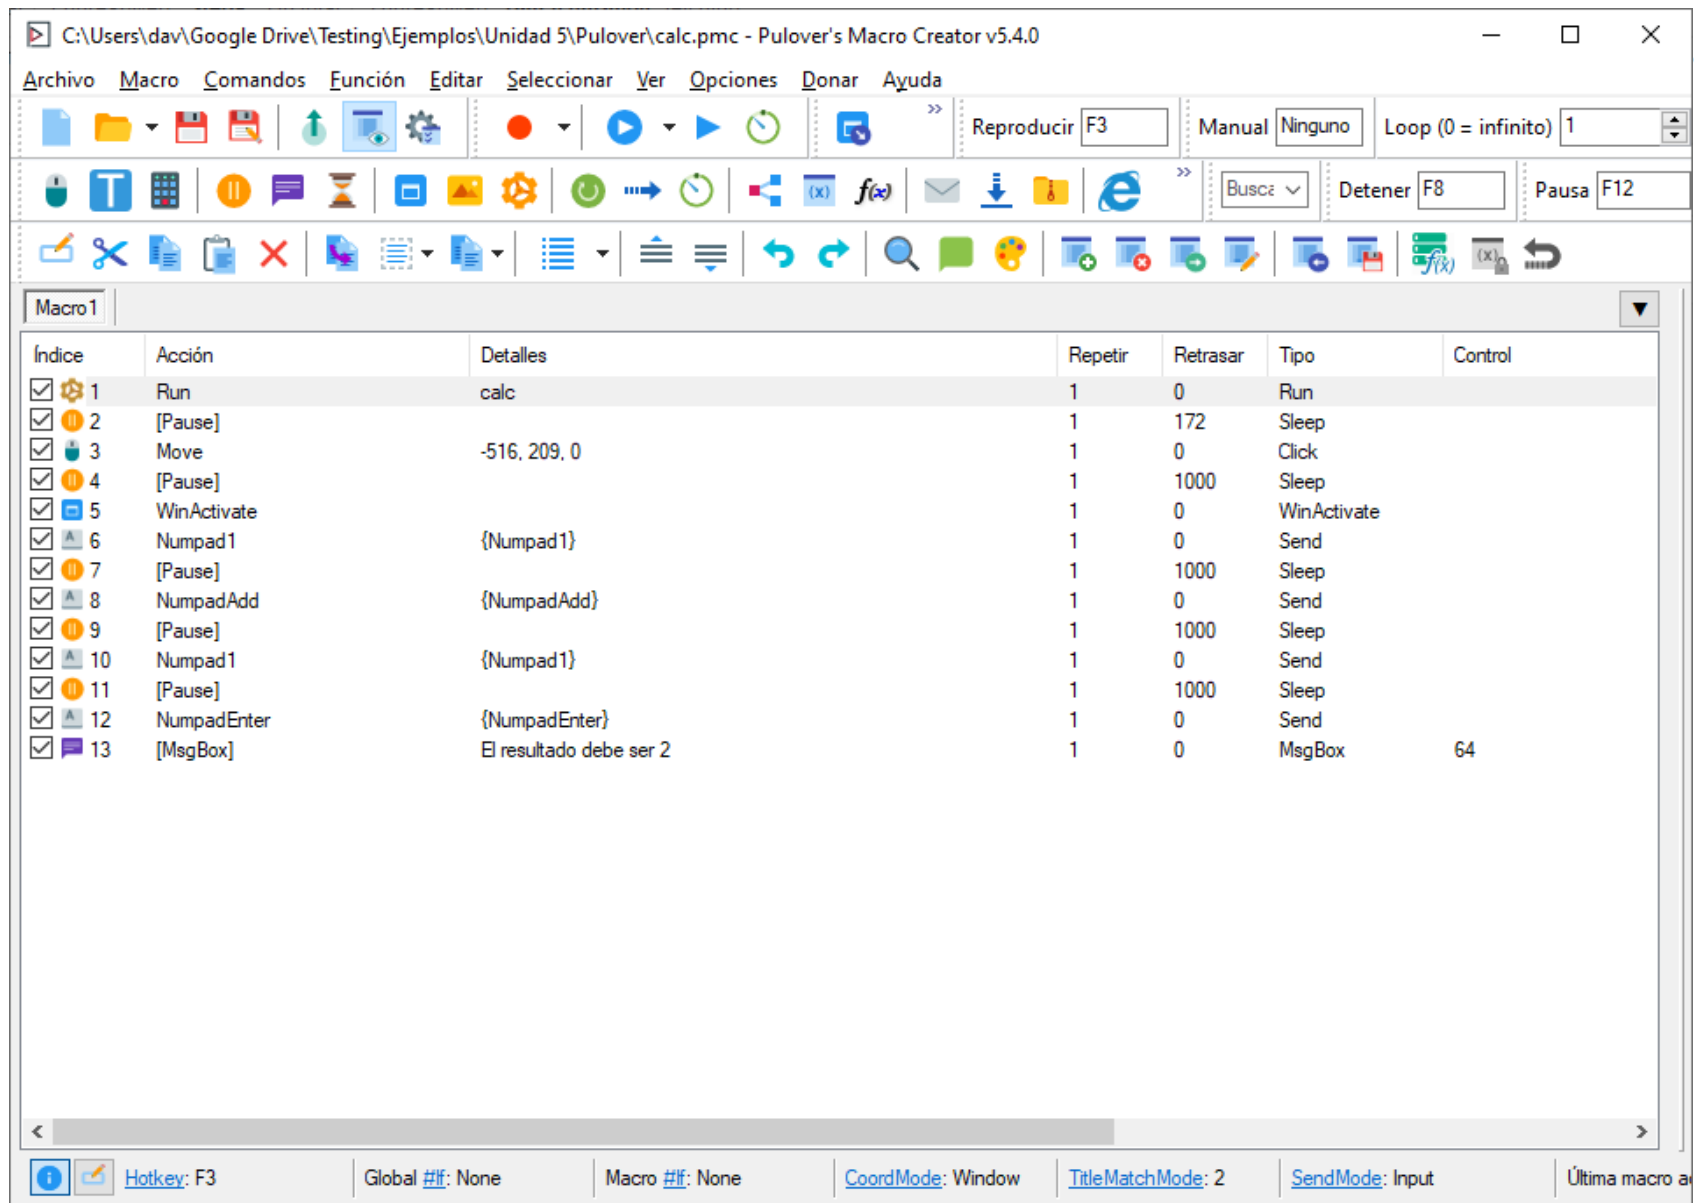 C:\Users\dav\Google Drive\Testing\Ejemplos\Unidad 5\Pulover\calc.pmc - Pulover's Macro Creator v5.4.0
Archivo Macro Comandos Función Editar Seleccionar Ver Opciones Donar Ayuda
Reproducir F3 Manual Ninguno Loop (0 = infinito) 1
T (x) f(x) Busca Detener F8 Pausa F12
f(x) (x)
Macro1
Índice Acción Detalles Repetir Retrasar Tipo Control
1 Run calc 1 0 Run
2 [Pause] 1 172 Sleep
3 Move -516, 209, 0 1 0 Click
4 [Pause] 1 1000 Sleep
5 WinActivate 1 0 WinActivate
6 Numpad1 {Numpad1} 1 0 Send
7 [Pause] 1 1000 Sleep
8 NumpadAdd {NumpadAdd} 1 0 Send
9 [Pause] 1 1000 Sleep
10 Numpad1 {Numpad1} 1 0 Send
11 [Pause] 1 1000 Sleep
12 NumpadEnter {NumpadEnter} 1 0 Send
13 [MsgBox] El resultado debe ser 2 1 0 MsgBox 64
Hotkey: F3 Global #If: None Macro #If: None CoordMode: Window TitleMatchMode: 2 SendMode: Input Última macro